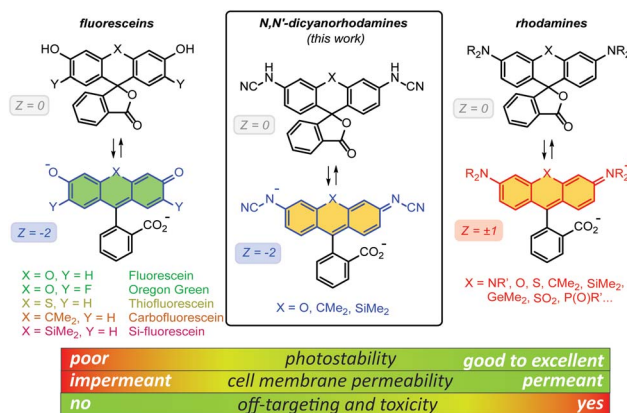 fluoresceins
HO
X
OH
Y
Y
O
O
Z = 0
-
O
X
O
Y
Y
CO2-
Z = -2
X = O, Y = H Fluorescein
X = O, Y = F Oregon Green
X = S, Y = H Thiofluorescein
X = CMe2, Y = H Carbofluorescein
X = SiMe2, Y = H Si-fluorescein
N,N'-dicyanorhodamines
(this work)
H
H
NC-N
X
N-CN
O
O
Z = 0
NC-N-
X
N
CN
CO2-
Z = -2
X = O, CMe2, SiMe2
rhodamines
R2N
X
NR2
O
O
Z = 0
R2N
X
NR2
CO2-
Z = ±1
X = NR', O, S, CMe2, SiMe2,
GeMe2, SO2, P(O)R'...
poor photostability good to excellent
impermeant cell membrane permeability permeant
no off-targeting and toxicity yes